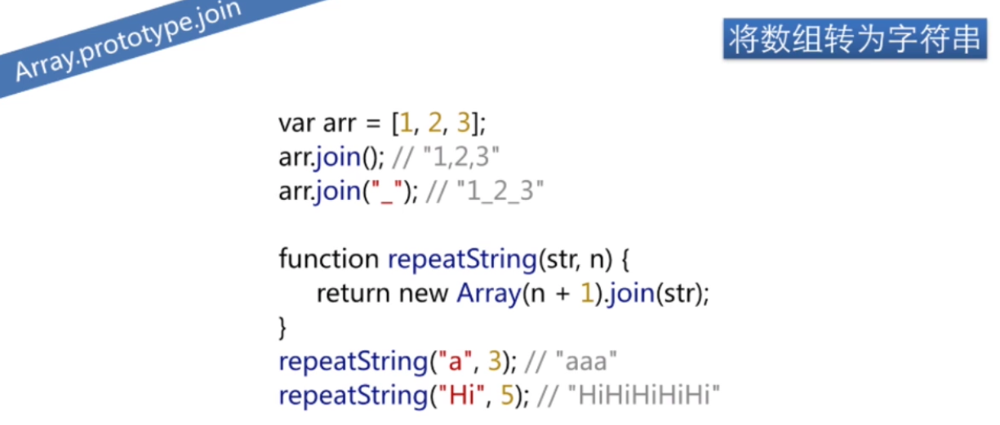 Array.prototype.join
将数组转为字符串
var arr = [1, 2, 3];
arr.join(); // "1,2,3"
arr.join("_"); // "1_2_3"
function repeatString(str, n) {
return new Array(n + 1).join(str);
}
repeatString("a", 3); // "aaa"
repeatString("Hi", 5); // "HiHiHiHiHi"